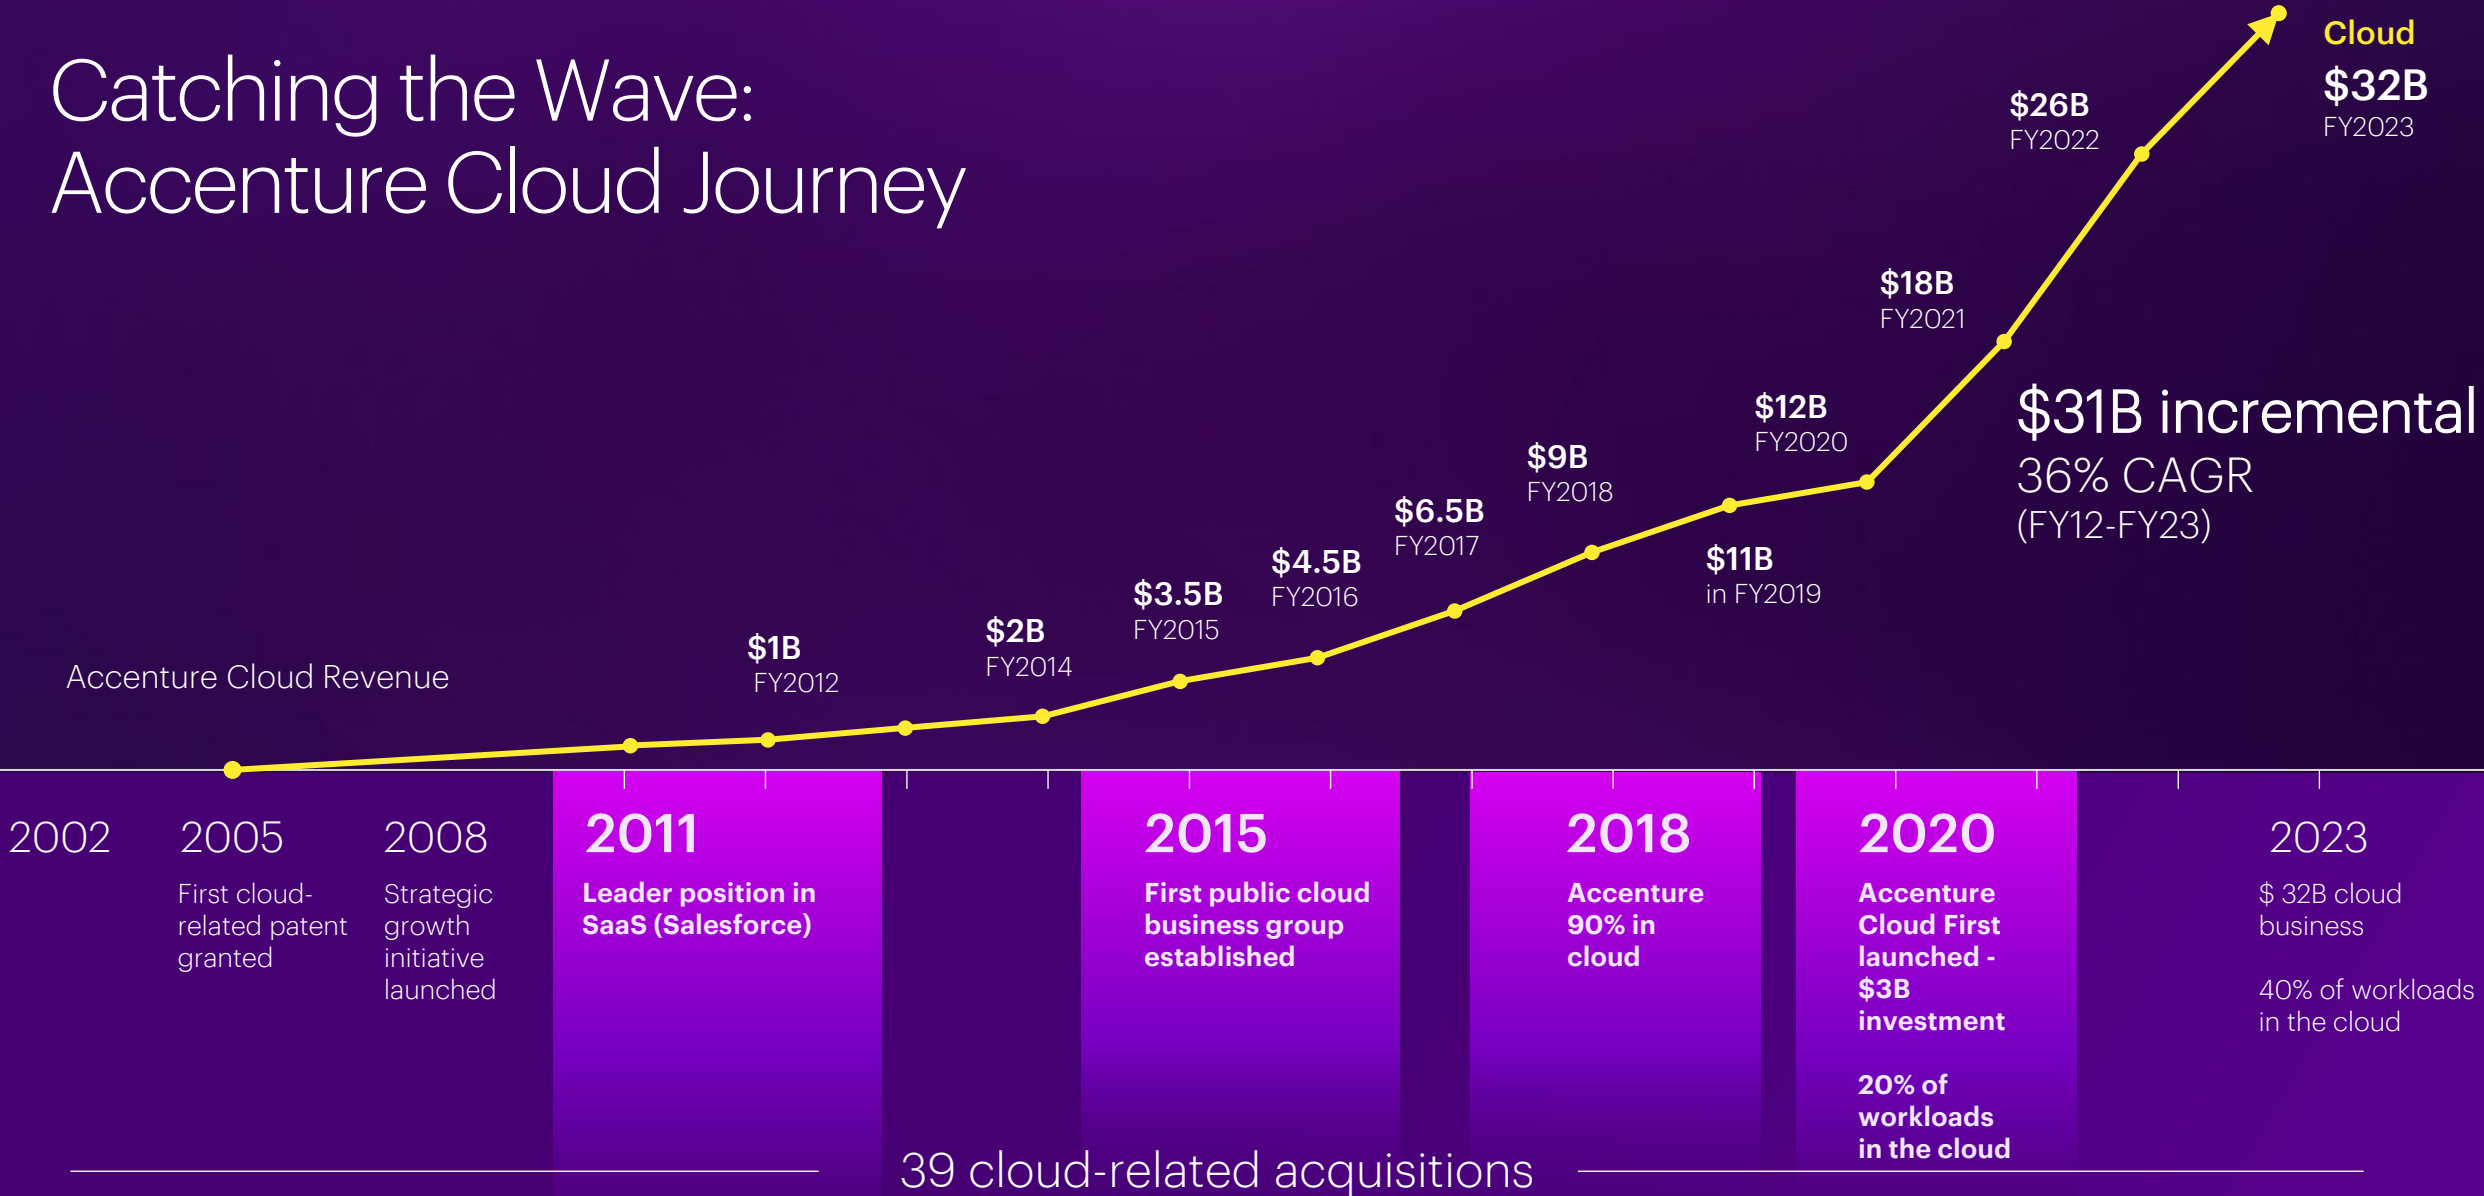 Catching the Wave:
Accenture Cloud Journey
Cloud
$32B
FY2023
$26B
FY2022
$18B
FY2021
$31B incremental
36% CAGR
(FY12-FY23)
$12B
FY2020
$11B
in FY2019
$9B
FY2018
$6.5B
FY2017
$4.5B
FY2016
$3.5B
FY2015
$2B
FY2014
$1B
FY2012
Accenture Cloud Revenue
2002
2005
First cloud-
related patent
granted
2008
Strategic
growth
initiative
launched
2011
Leader position in
SaaS (Salesforce)
2015
First public cloud
business group
established
2018
Accenture
90% in
cloud
2020
Accenture
Cloud First
launched -
$3B
investment
20% of
workloads
in the cloud
2023
$ 32B cloud
business
40% of workloads
in the cloud
39 cloud-related acquisitions